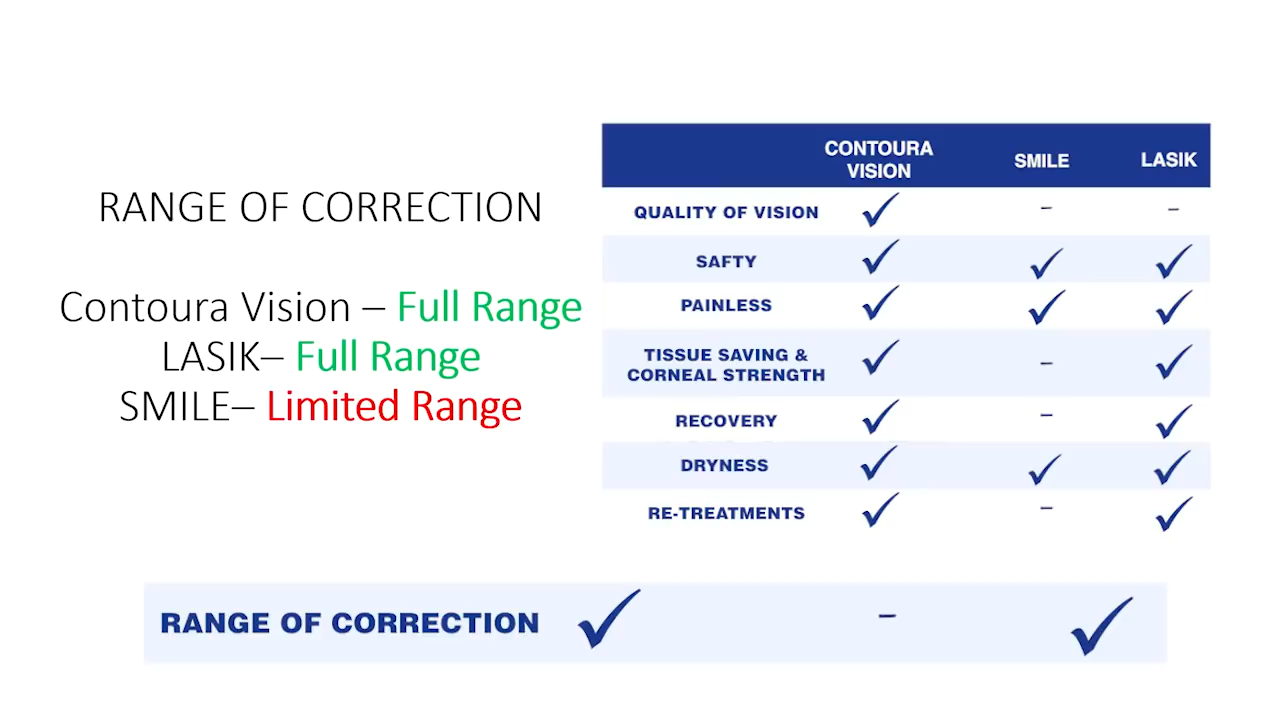 RANGE OF CORRECTION
Contoura Vision – Full Range
LASIK– Full Range
SMILE– Limited Range
CONTOURA
VISION
SMILE
LASIK
QUALITY OF VISION ✓ – –
SAFTY ✓ ✓ ✓
PAINLESS ✓ ✓ ✓
TISSUE SAVING &
CORNEAL STRENGTH ✓ – ✓
RECOVERY ✓ – ✓
DRYNESS ✓ ✓ ✓
RE-TREATMENTS ✓ – ✓
RANGE OF CORRECTION ✓ – ✓